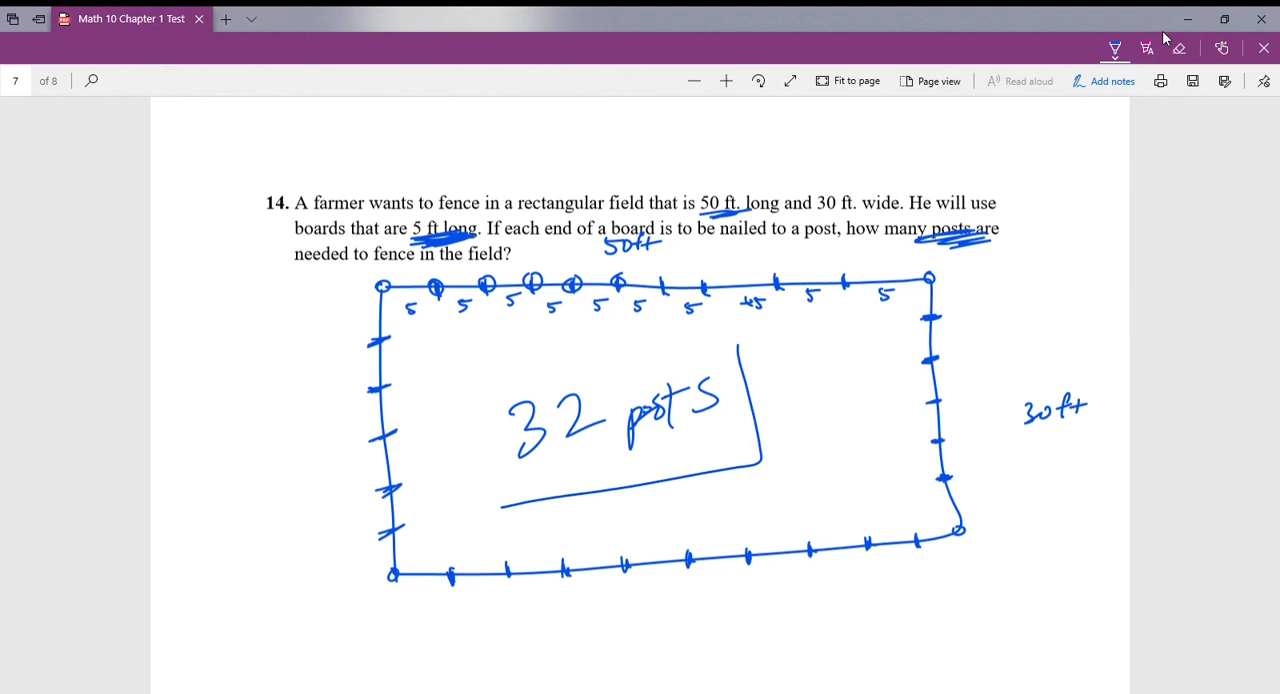 Math 10 Chapter 1 Test
7 of 8
Fit to page
Page view
Read aloud
Add notes
14. A farmer wants to fence in a rectangular field that is 50 ft. long and 30 ft. wide. He will use
boards that are 5 ft long. If each end of a board is to be nailed to a post, how many posts are
needed to fence in the field?
50ft
5 5 5 5 5 5 5 5 5 5
30ft
32 posts